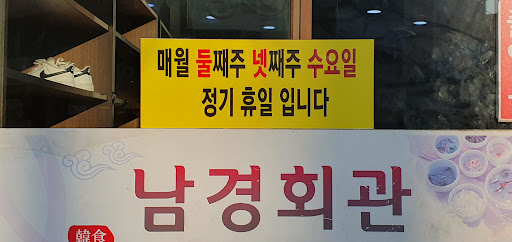 매월 둘째주 넷째주 수요일
정기 휴일 입니다
남경회관
韓食